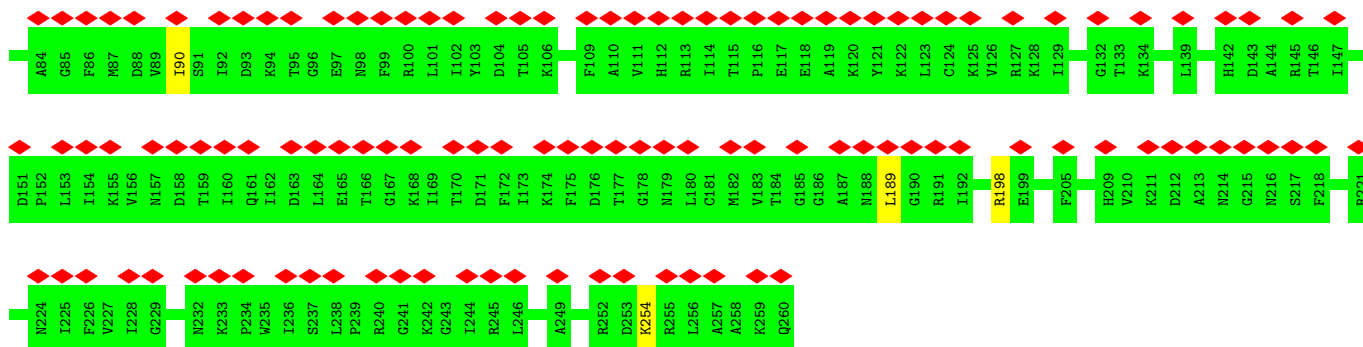 A84 G85 F86 M87 D88 V89 I90 S91 I92 D93 K94 T95 G96 E97 N98 F99 R100 L101 I102 Y103 D104 T105 K106 F109 A110 V111 H112 R113 I114 T115 P116 E117 E118 A119 K120 Y121 K122 L123 C124 K125 V126 R127 K128 I129 G132 T133 K134 L139 H142 D143 A144 R145 T146 I147
D151 P152 L153 I154 K155 V156 N157 D158 T159 I160 Q161 I162 D163 L164 E165 T166 G167 K168 I169 T170 D171 F172 I173 K174 F175 D176 T177 G178 N179 L180 C181 M182 V183 T184 G185 G186 A187 N188 L189 G190 R191 I192 R198 E199 F205 H209 V210 K211 D212 A213 N214 G215 N216 S217 F218
N224 I225 F226 V227 I228 G229 N232 K233 P234 W235 I236 S237 L238 P239 R240 G241 K242 G243 I244 R245 L246 A249 R252 D253 K254 R255 L256 A257 A258 K259 Q260